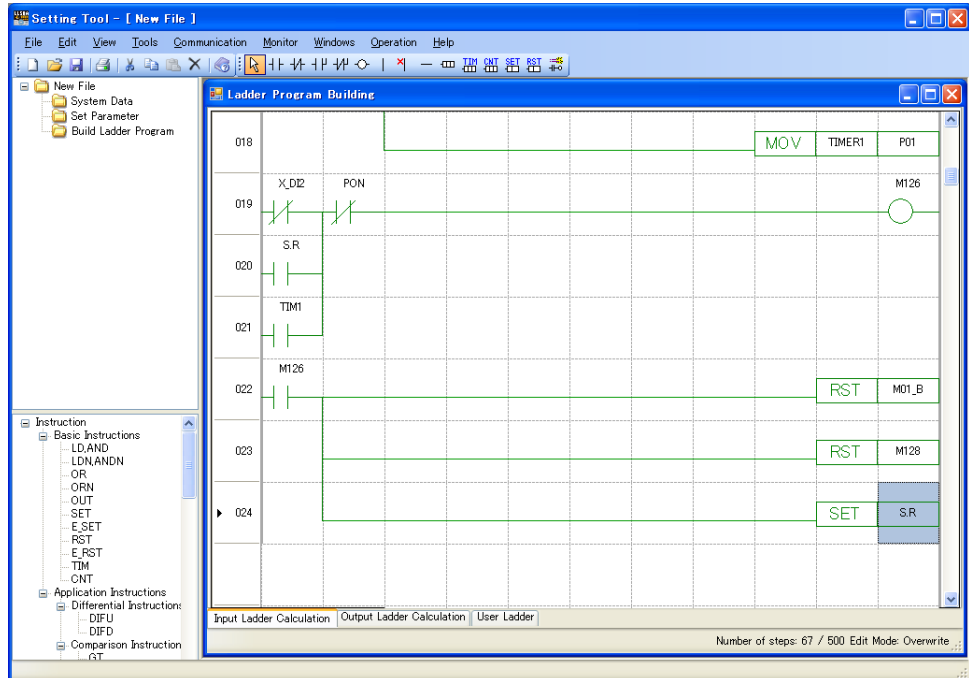 Setting Tool - [ New File ]
File Edit View Tools Communication Monitor Windows Operation Help
TIM CNT SET RST
New File
System Data
Set Parameter
Build Ladder Program
Instruction
Basic Instructions
LD,AND
LDN,ANDN
OR
ORN
OUT
SET
E_SET
RST
E_RST
TIM
CNT
Application Instructions
Differential Instructions
DIFU
DIFD
Comparison Instruction
GT
Ladder Program Building
018 MOV TIMER1 P01
X_DI2 PON M126
019
S.R
020
TIM1
021
M126
022 RST M01_B
023 RST M128
024 SET S.R
Input Ladder Calculation Output Ladder Calculation User Ladder
Number of steps: 67 / 500 Edit Mode: Overwrite